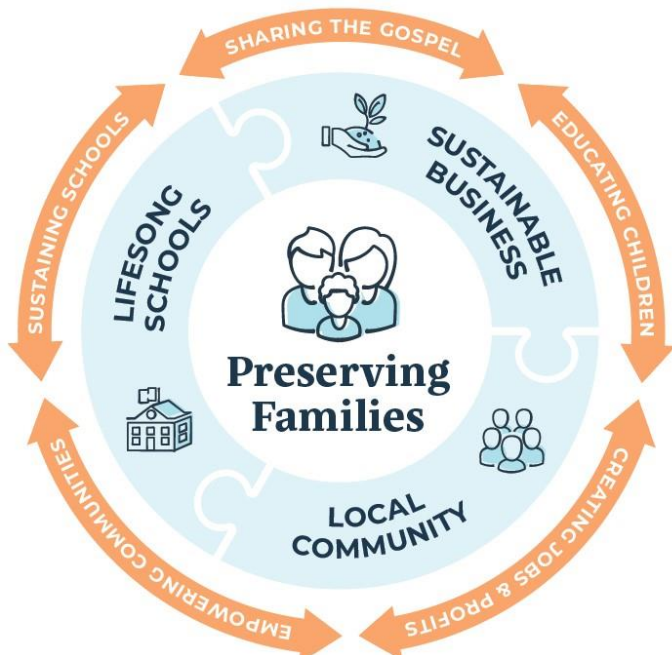 SHARING THE GOSPEL
EDUCATING CHILDREN
CREATING JOBS & PROFITS
EMPOWERING COMMUNITIES
SUSTAINING SCHOOLS
SUSTAINABLE
BUSINESS
LOCAL
COMMUNITY
LIFESONG
SCHOOLS
Preserving
Families